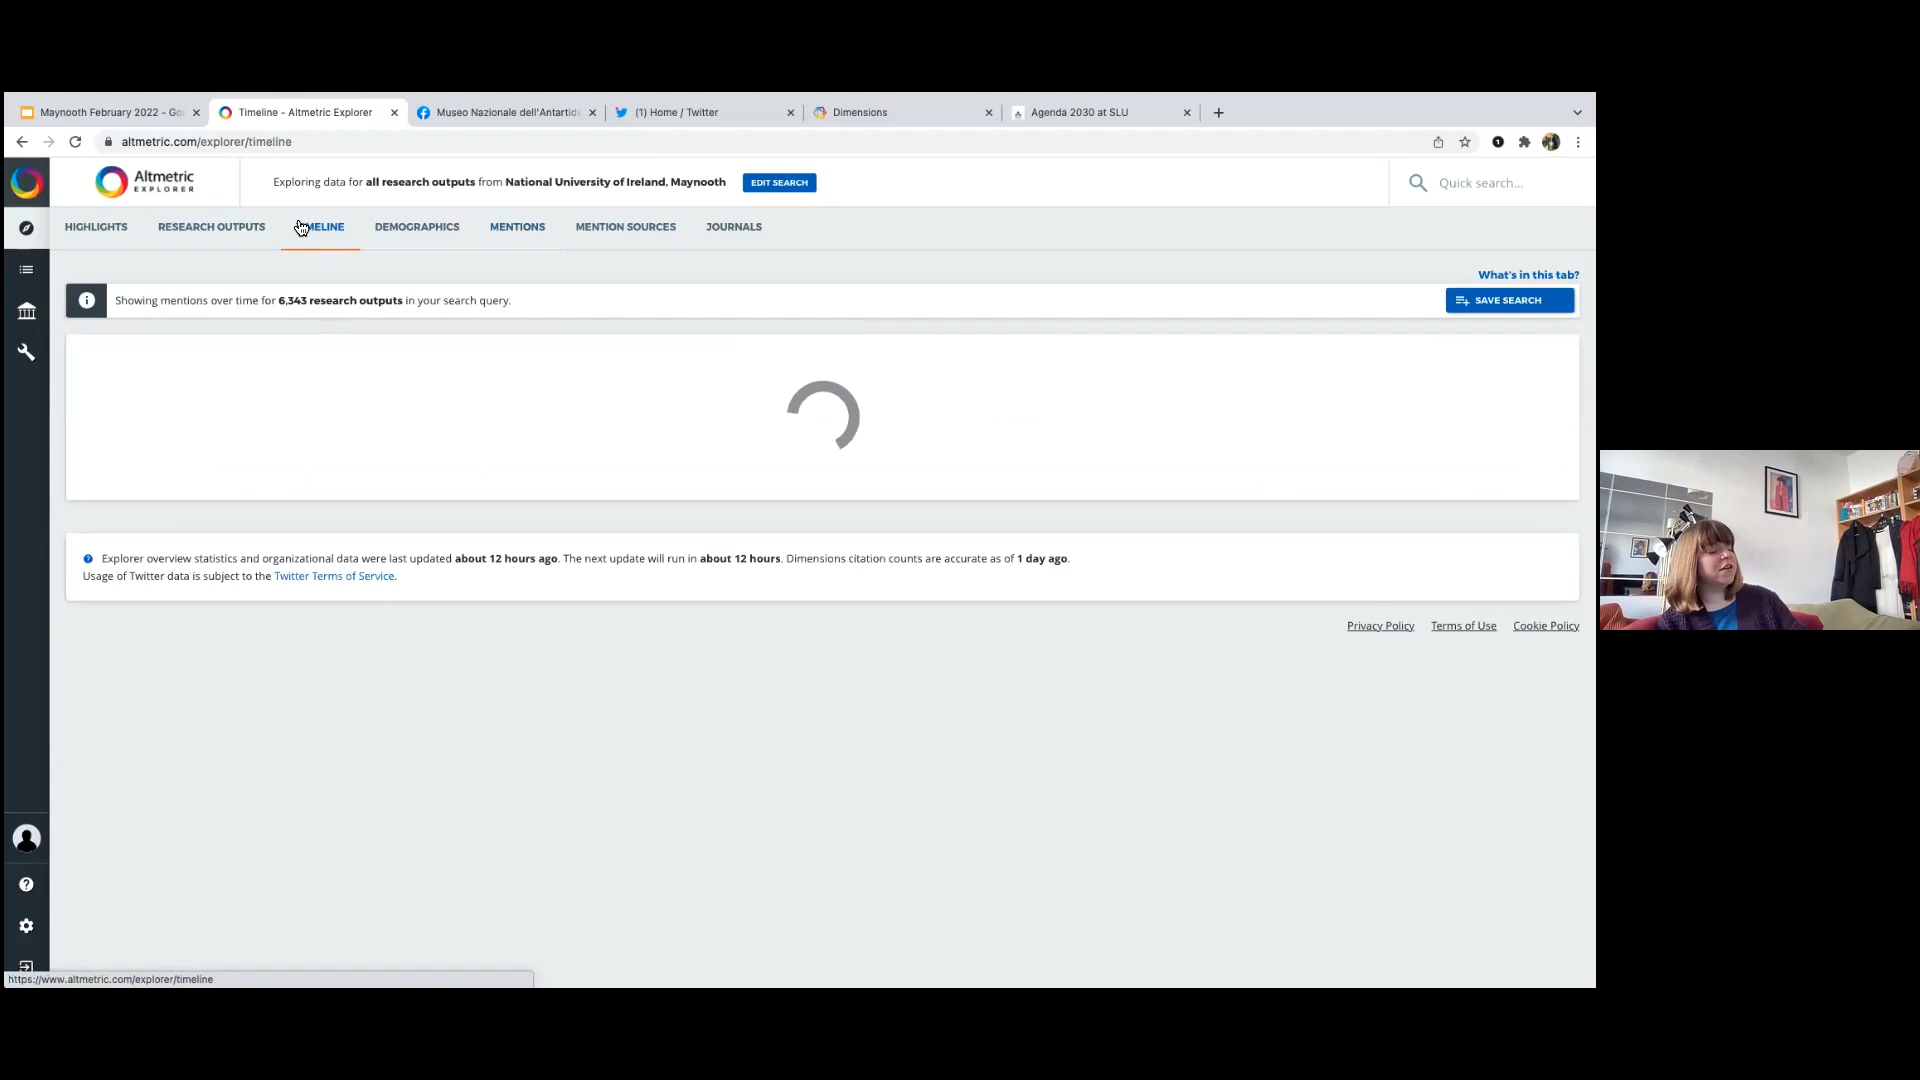 Maynooth February 2022 - Go
Timeline - Altmetric Explorer
Museo Nazionale dell'Antartid
(1) Home / Twitter
Dimensions
Agenda 2030 at SLU
altmetric.com/explorer/timeline
Altmetric
EXPLORER
Exploring data for all research outputs from National University of Ireland, Maynooth
EDIT SEARCH
Quick search...
HIGHLIGHTS
RESEARCH OUTPUTS
TIMELINE
DEMOGRAPHICS
MENTIONS
MENTION SOURCES
JOURNALS
What's in this tab?
Showing mentions over time for 6,343 research outputs in your search query.
SAVE SEARCH
Explorer overview statistics and organizational data were last updated about 12 hours ago. The next update will run in about 12 hours. Dimensions citation counts are accurate as of 1 day ago.
Usage of Twitter data is subject to the Twitter Terms of Service.
Privacy Policy
Terms of Use
Cookie Policy
https://www.altmetric.com/explorer/timeline